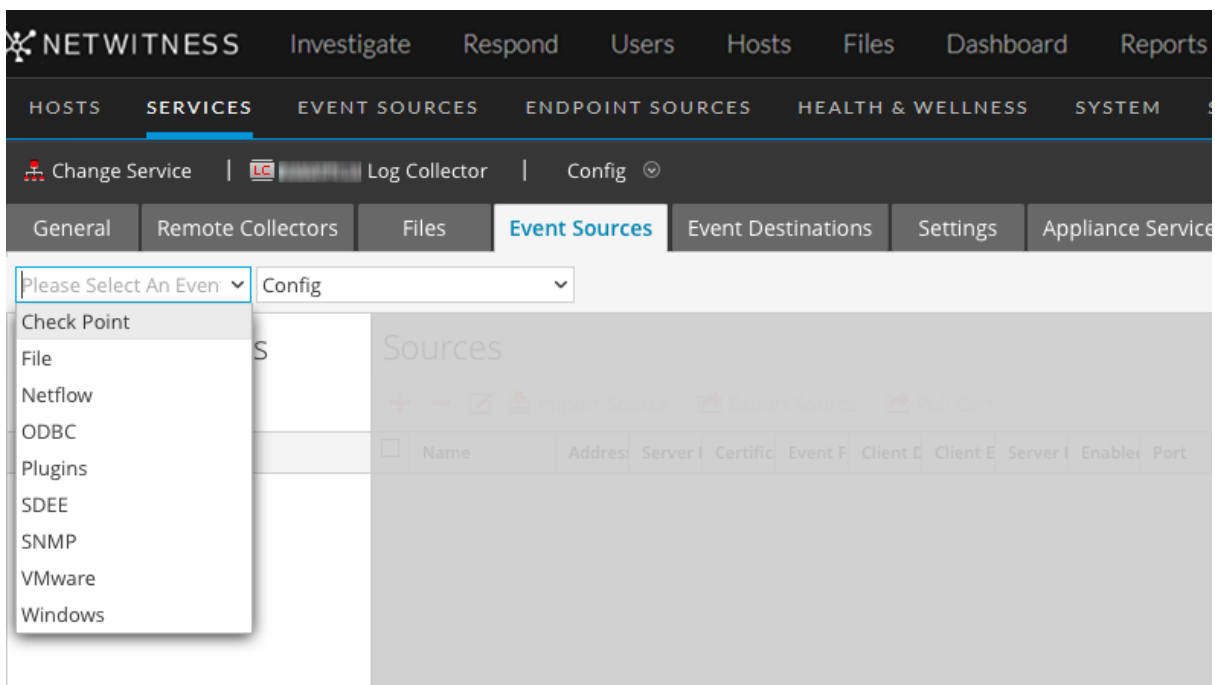 NETWITNESS Investigate Respond Users Hosts Files Dashboard Reports
HOSTS SERVICES EVENT SOURCES ENDPOINT SOURCES HEALTH & WELLNESS SYSTEM
Change Service | LC Log Collector | Config
General Remote Collectors Files Event Sources Event Destinations Settings Appliance Service
Please Select An Even Config
Check Point
File
Netflow
ODBC
Plugins
SDEE
SNMP
VMware
Windows
Sources
Import Source Export Source
Name Addres Server Certific Event F Client Client E Server Enable Port